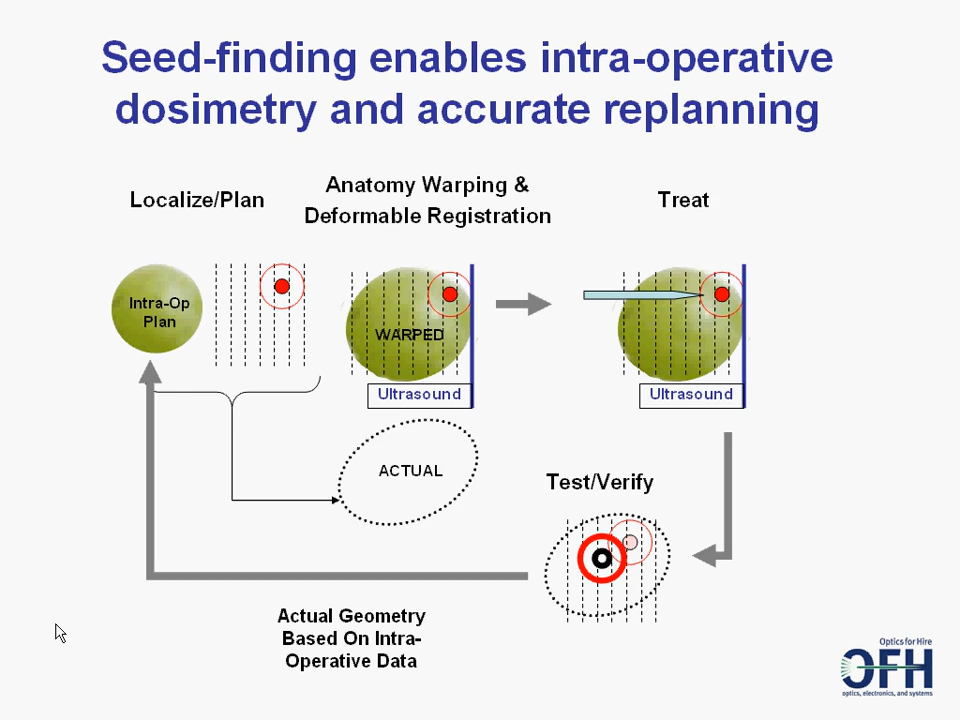 Seed-finding enables intra-operative
dosimetry and accurate replanning
Localize/Plan
Anatomy Warping &
Deformable Registration
Treat
Intra-Op
Plan
WARPED
Ultrasound
Ultrasound
ACTUAL
Test/Verify
Actual Geometry
Based On Intra-
Operative Data
Optics for Hire
OFH
optics, electronics, and systems